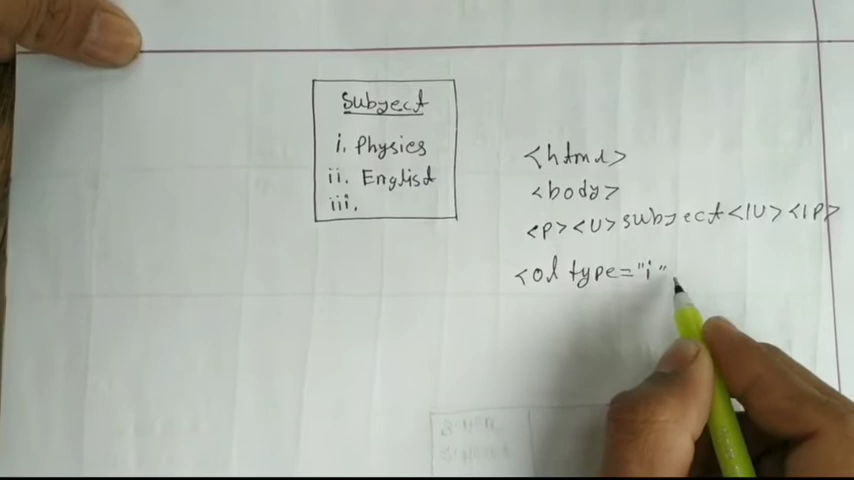 Subject
i. Physics
ii. English
iii.
<html>
<body>
<p><U>subject</U></P>
<ol type="i"